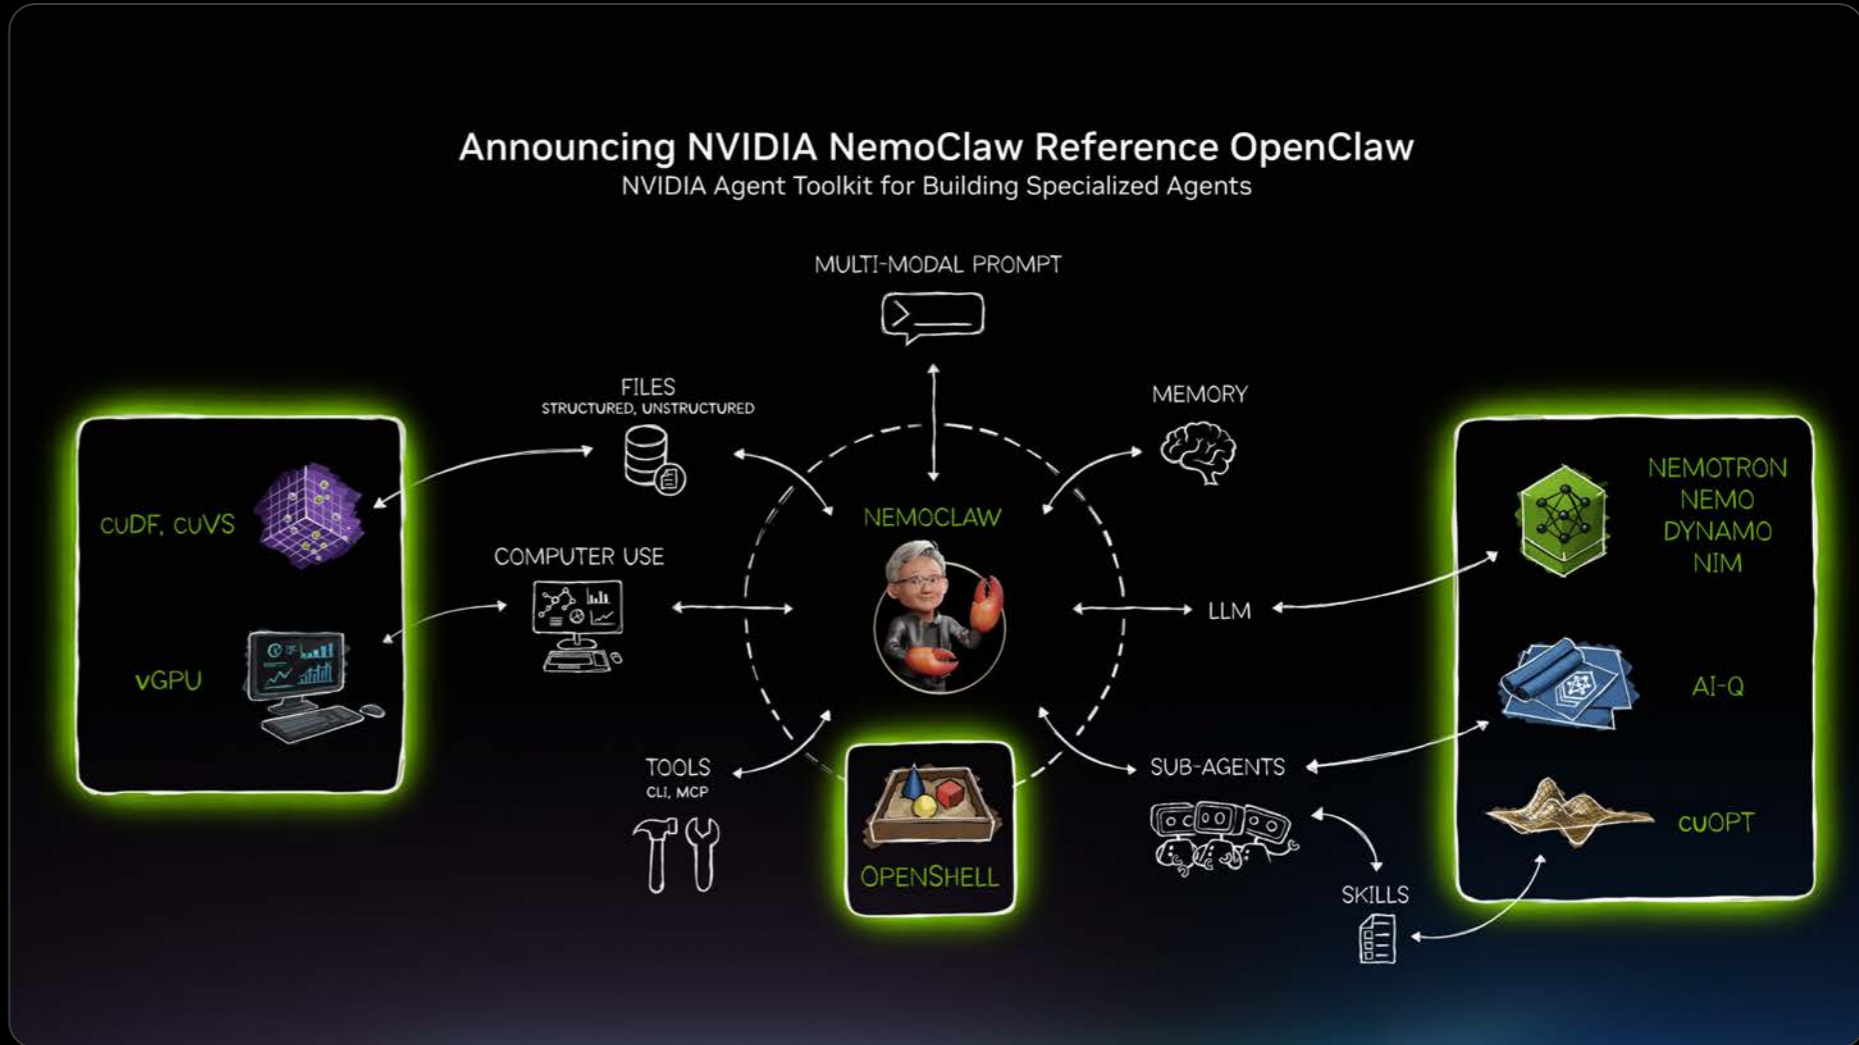 Announcing NVIDIA NemoClaw Reference OpenClaw
NVIDIA Agent Toolkit for Building Specialized Agents
MULTI-MODAL PROMPT
FILES
STRUCTURED, UNSTRUCTURED
MEMORY
cuDF, cuVS
vGPU
COMPUTER USE
NEMOCLAW
LLM
NEMOTRON
NEMO
DYNAMO
NIM
AI-Q
cuOPT
TOOLS
CLI, MCP
OPENSHELL
SUB-AGENTS
SKILLS